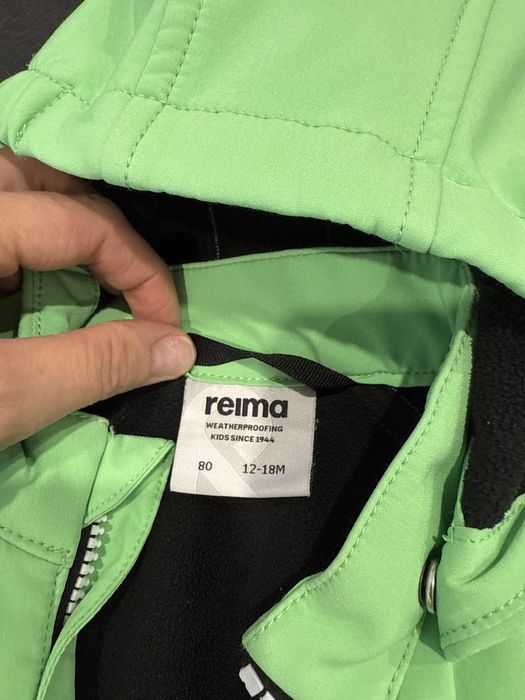 reima
WEATHERPROOFING
KIDS SINCE 1944
80 12-18M